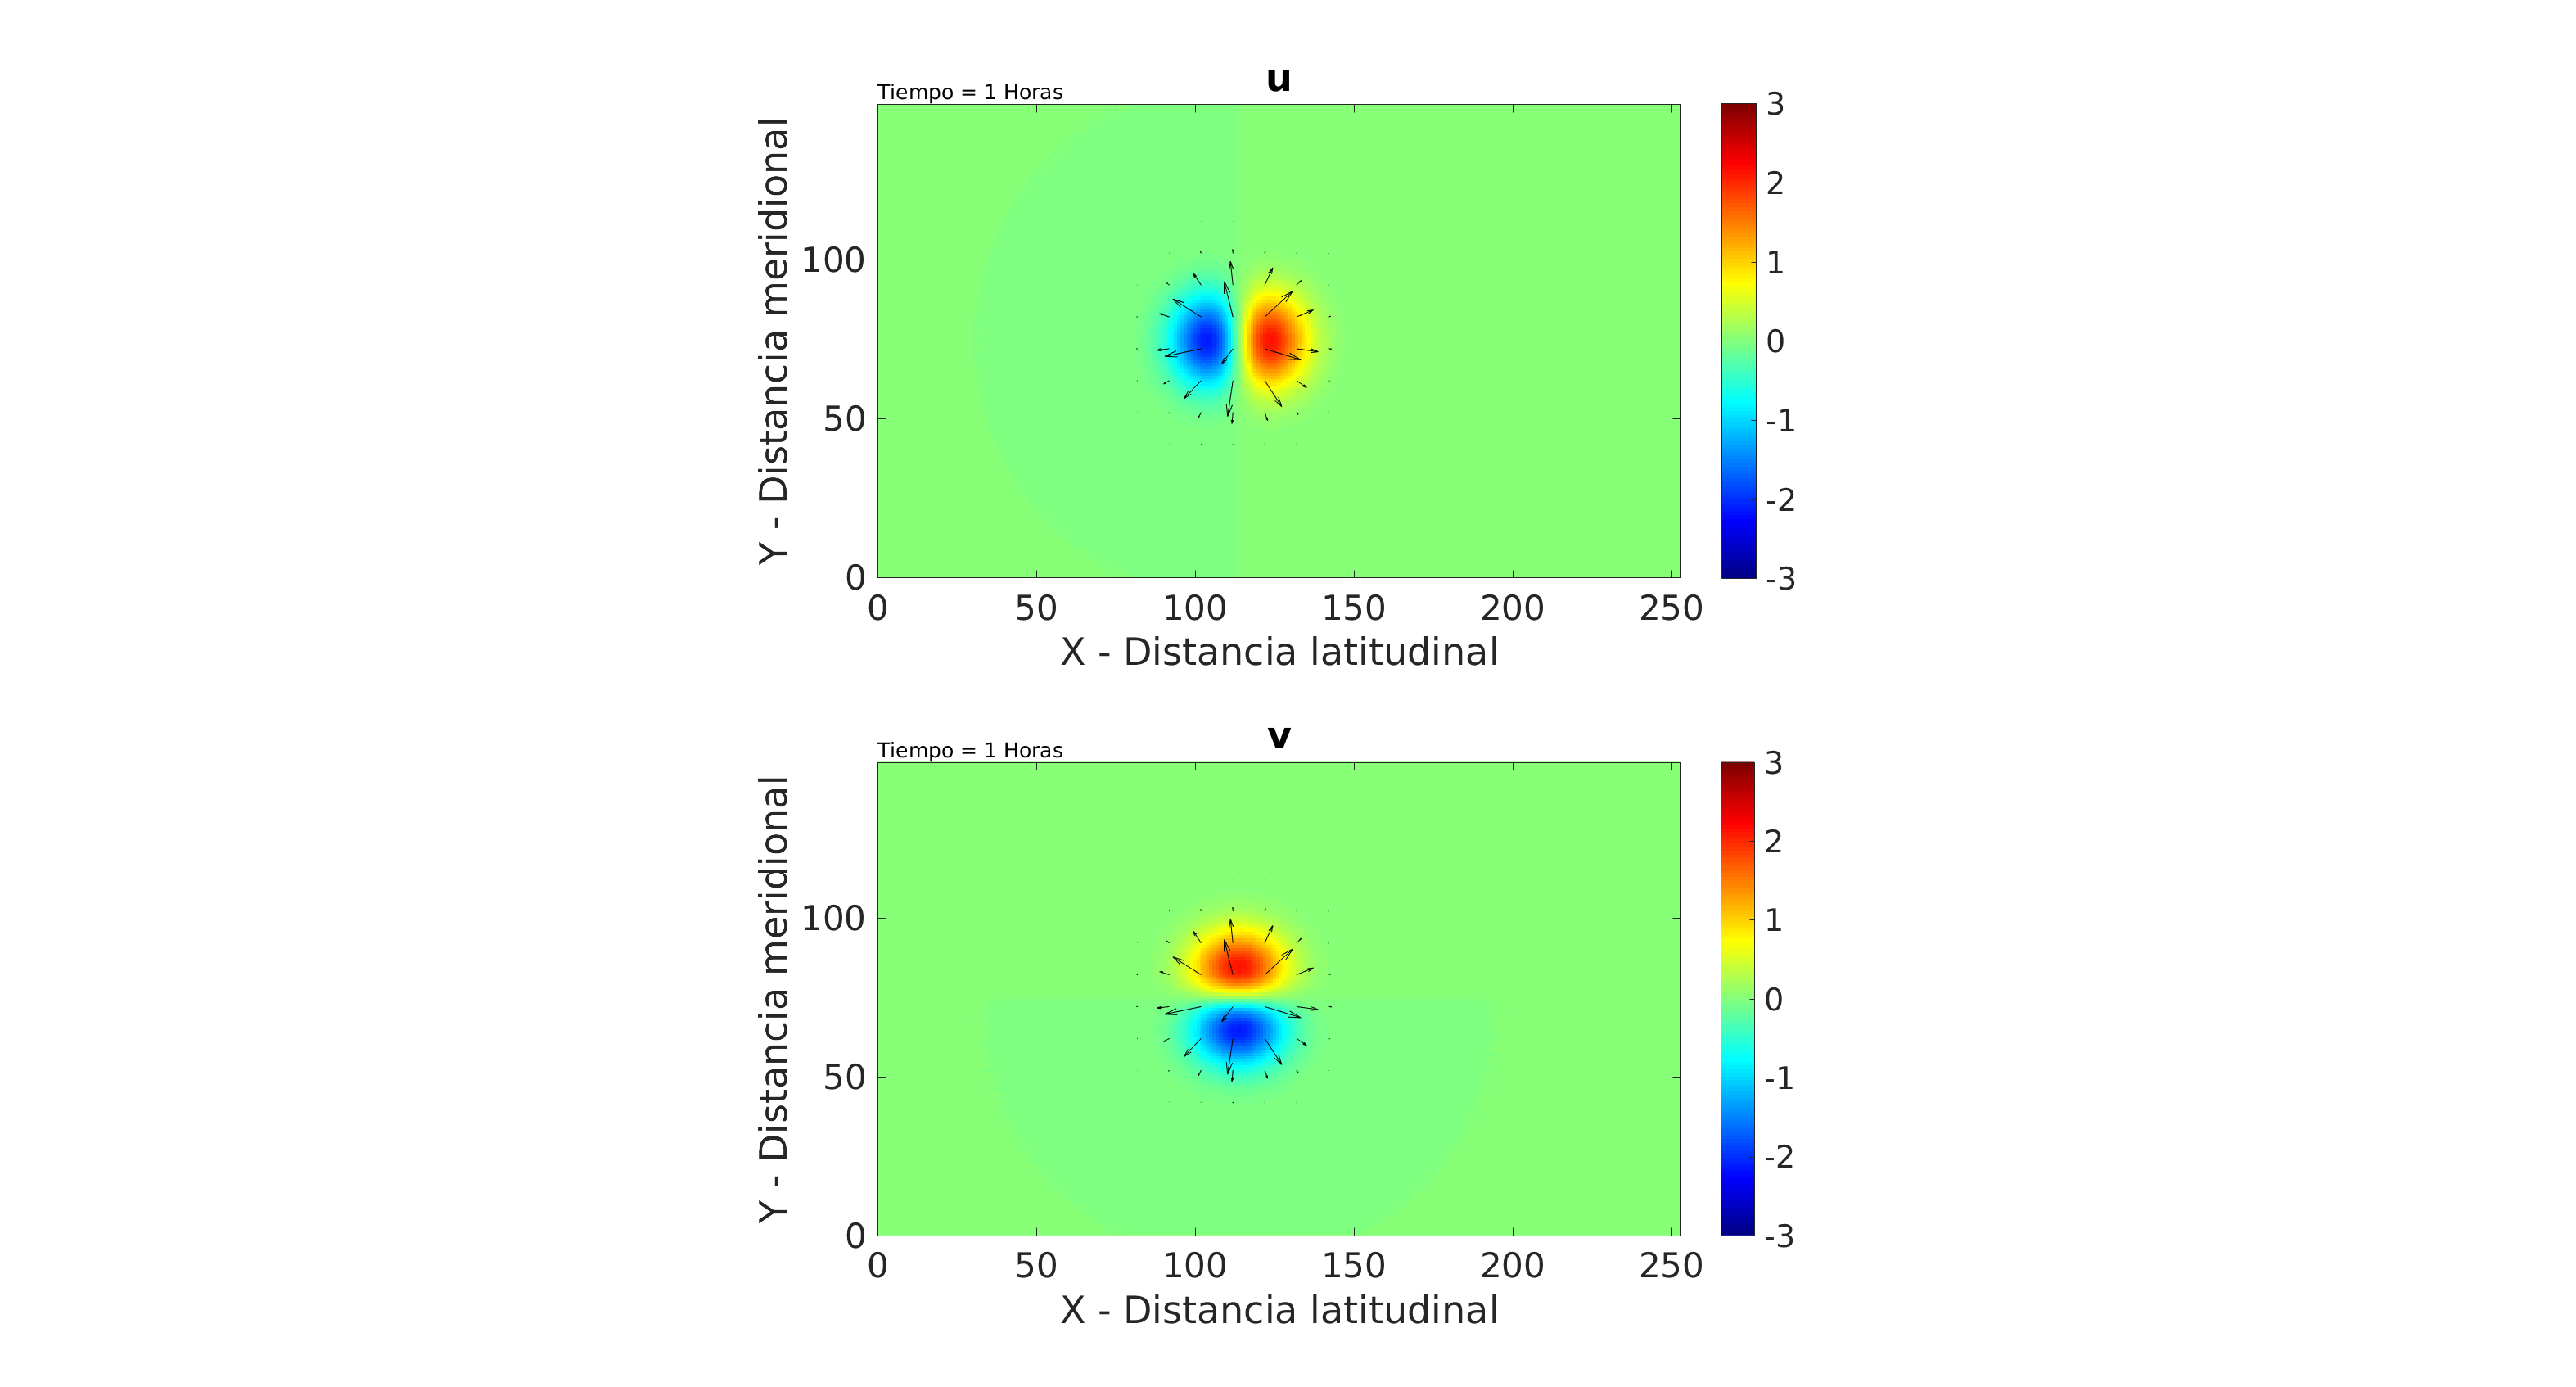 u
Tiempo = 1 Horas
Y - Distancia meridional
100
50
0
0 50 100 150 200 250
X - Distancia latitudinal
3
2
1
0
-1
-2
-3
v
Tiempo = 1 Horas
Y - Distancia meridional
100
50
0
0 50 100 150 200 250
X - Distancia latitudinal
3
2
1
0
-1
-2
-3